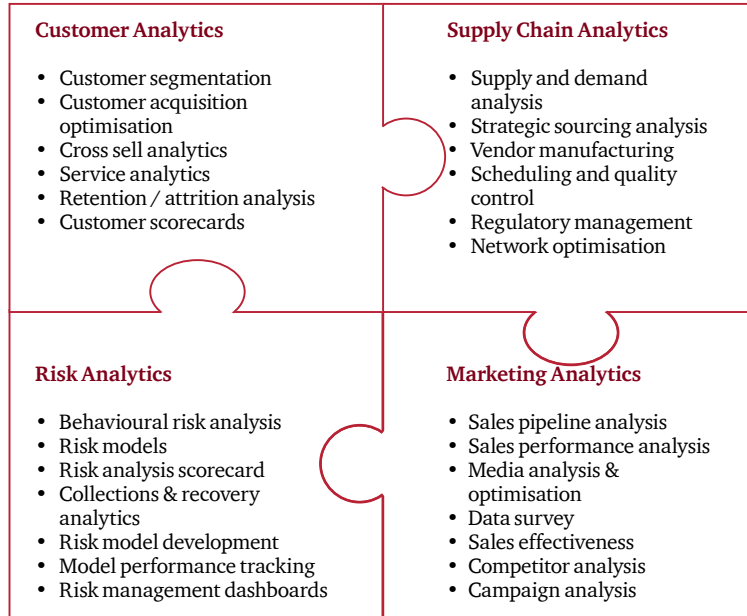 Customer Analytics
• Customer segmentation
• Customer acquisition
optimisation
• Cross sell analytics
• Service analytics
• Retention / attrition analysis
• Customer scorecards
Supply Chain Analytics
• Supply and demand
analysis
• Strategic sourcing analysis
• Vendor manufacturing
• Scheduling and quality
control
• Regulatory management
• Network optimisation
Risk Analytics
• Behavioural risk analysis
• Risk models
• Risk analysis scorecard
• Collections & recovery
analytics
• Risk model development
• Model performance tracking
• Risk management dashboards
Marketing Analytics
• Sales pipeline analysis
• Sales performance analysis
• Media analysis &
optimisation
• Data survey
• Sales effectiveness
• Competitor analysis
• Campaign analysis